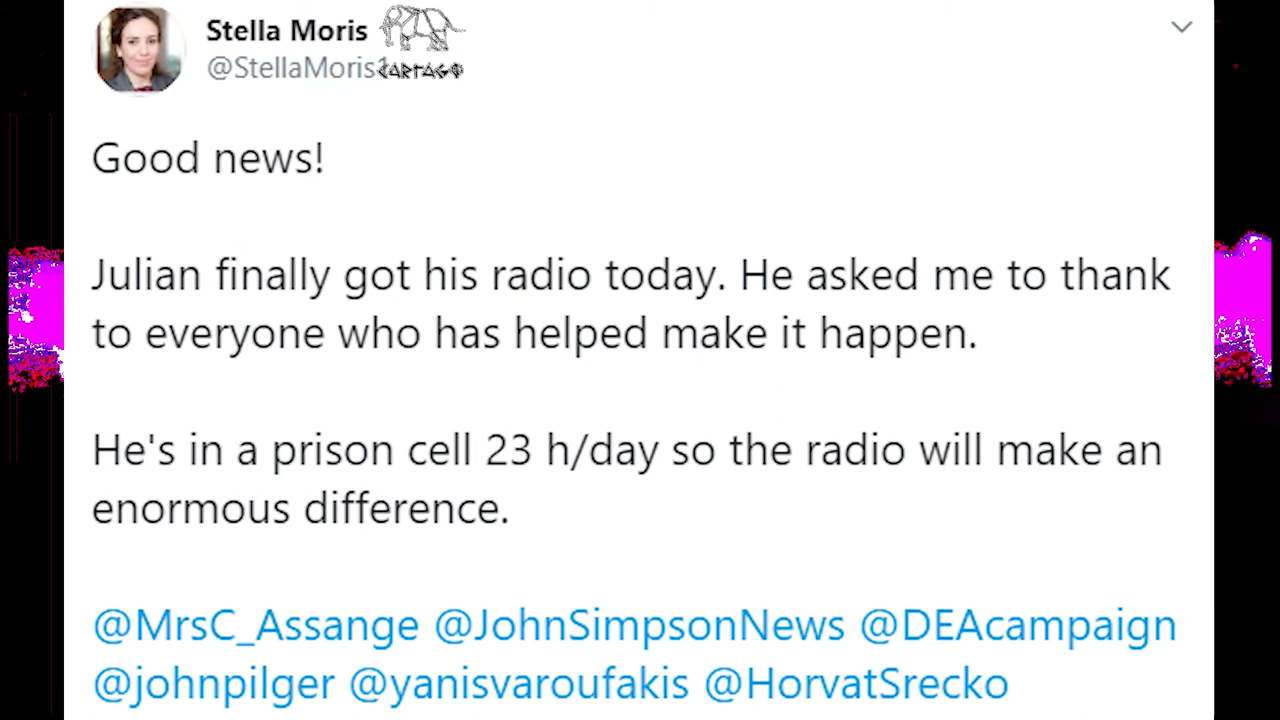 Stella Moris
@StellaMoris1
CARTAGO
Good news!
Julian finally got his radio today. He asked me to thank
to everyone who has helped make it happen.
He's in a prison cell 23 h/day so the radio will make an
enormous difference.
@MrsC_Assange @JohnSimpsonNews @DEAcampaign
@johnpilger @yanisvaroufakis @HorvatSrecko